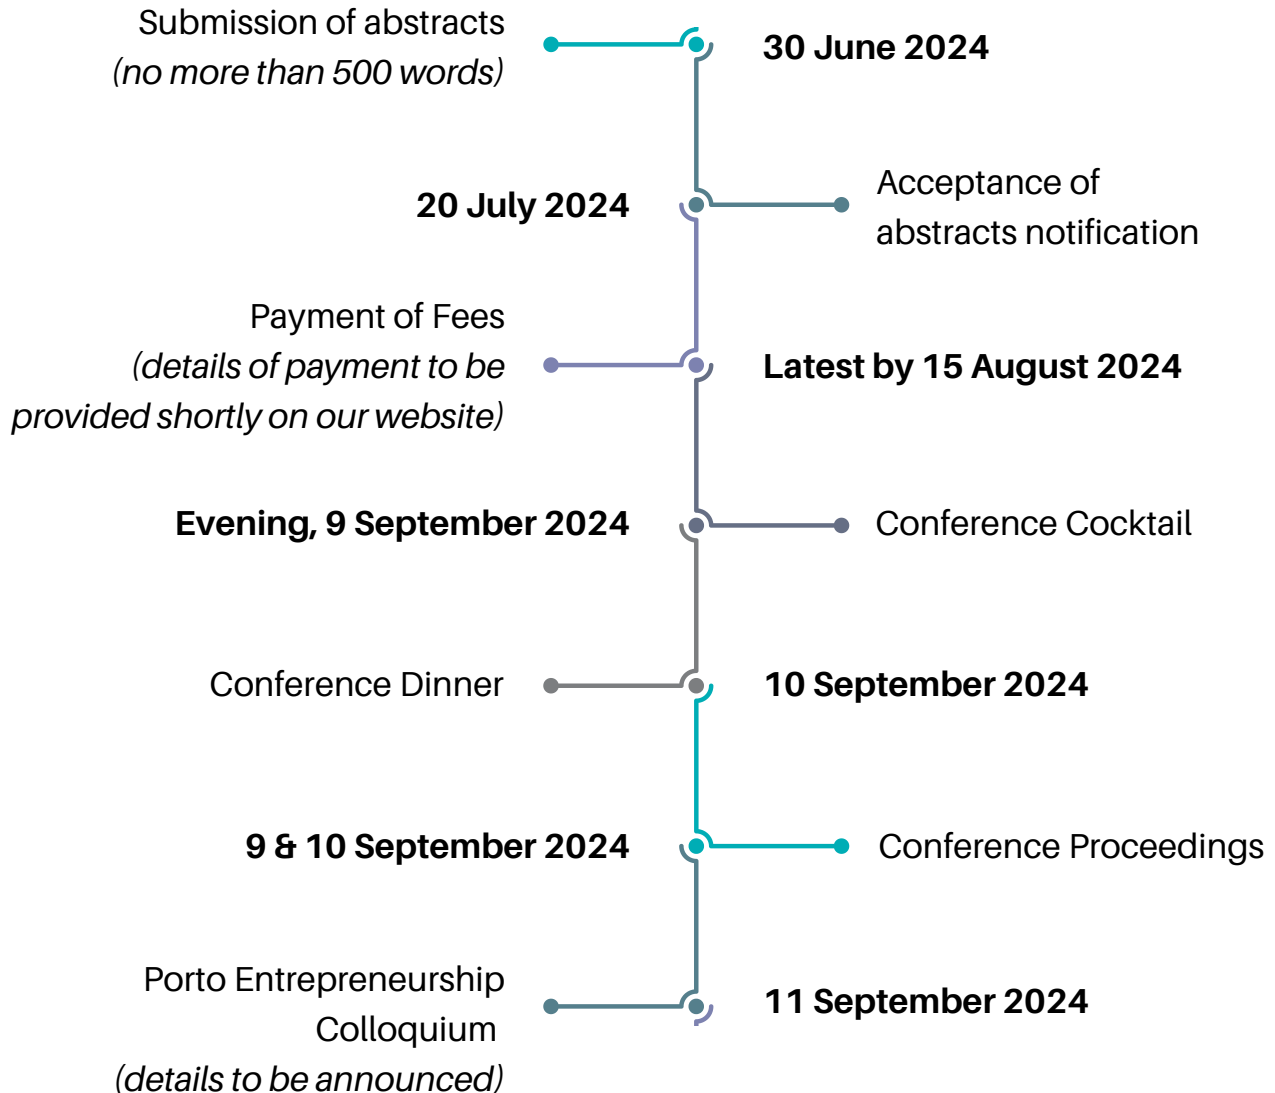 Submission of abstracts
(no more than 500 words)
30 June 2024
20 July 2024
Acceptance of
abstracts notification
Payment of Fees
(details of payment to be
provided shortly on our website)
Latest by 15 August 2024
Evening, 9 September 2024
Conference Cocktail
Conference Dinner
10 September 2024
9 & 10 September 2024
Conference Proceedings
Porto Entrepreneurship
Colloquium
(details to be announced)
11 September 2024